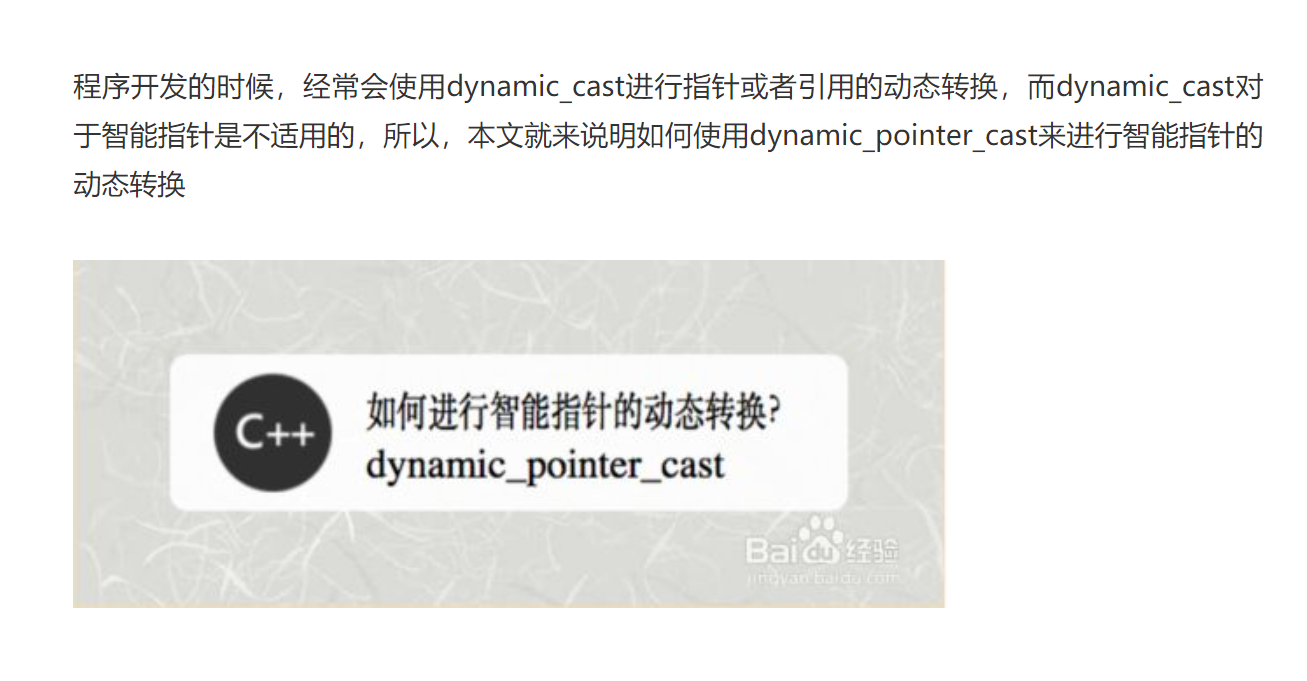 程序开发的时候，经常会使用dynamic_cast进行指针或者引用的动态转换，而dynamic_cast对
于智能指针是不适用的，所以，本文就来说明如何使用dynamic_pointer_cast来进行智能指针的
动态转换
C++
如何进行智能指针的动态转换?
dynamic_pointer_cast
Bai du 经验
jingyan.baidu.com